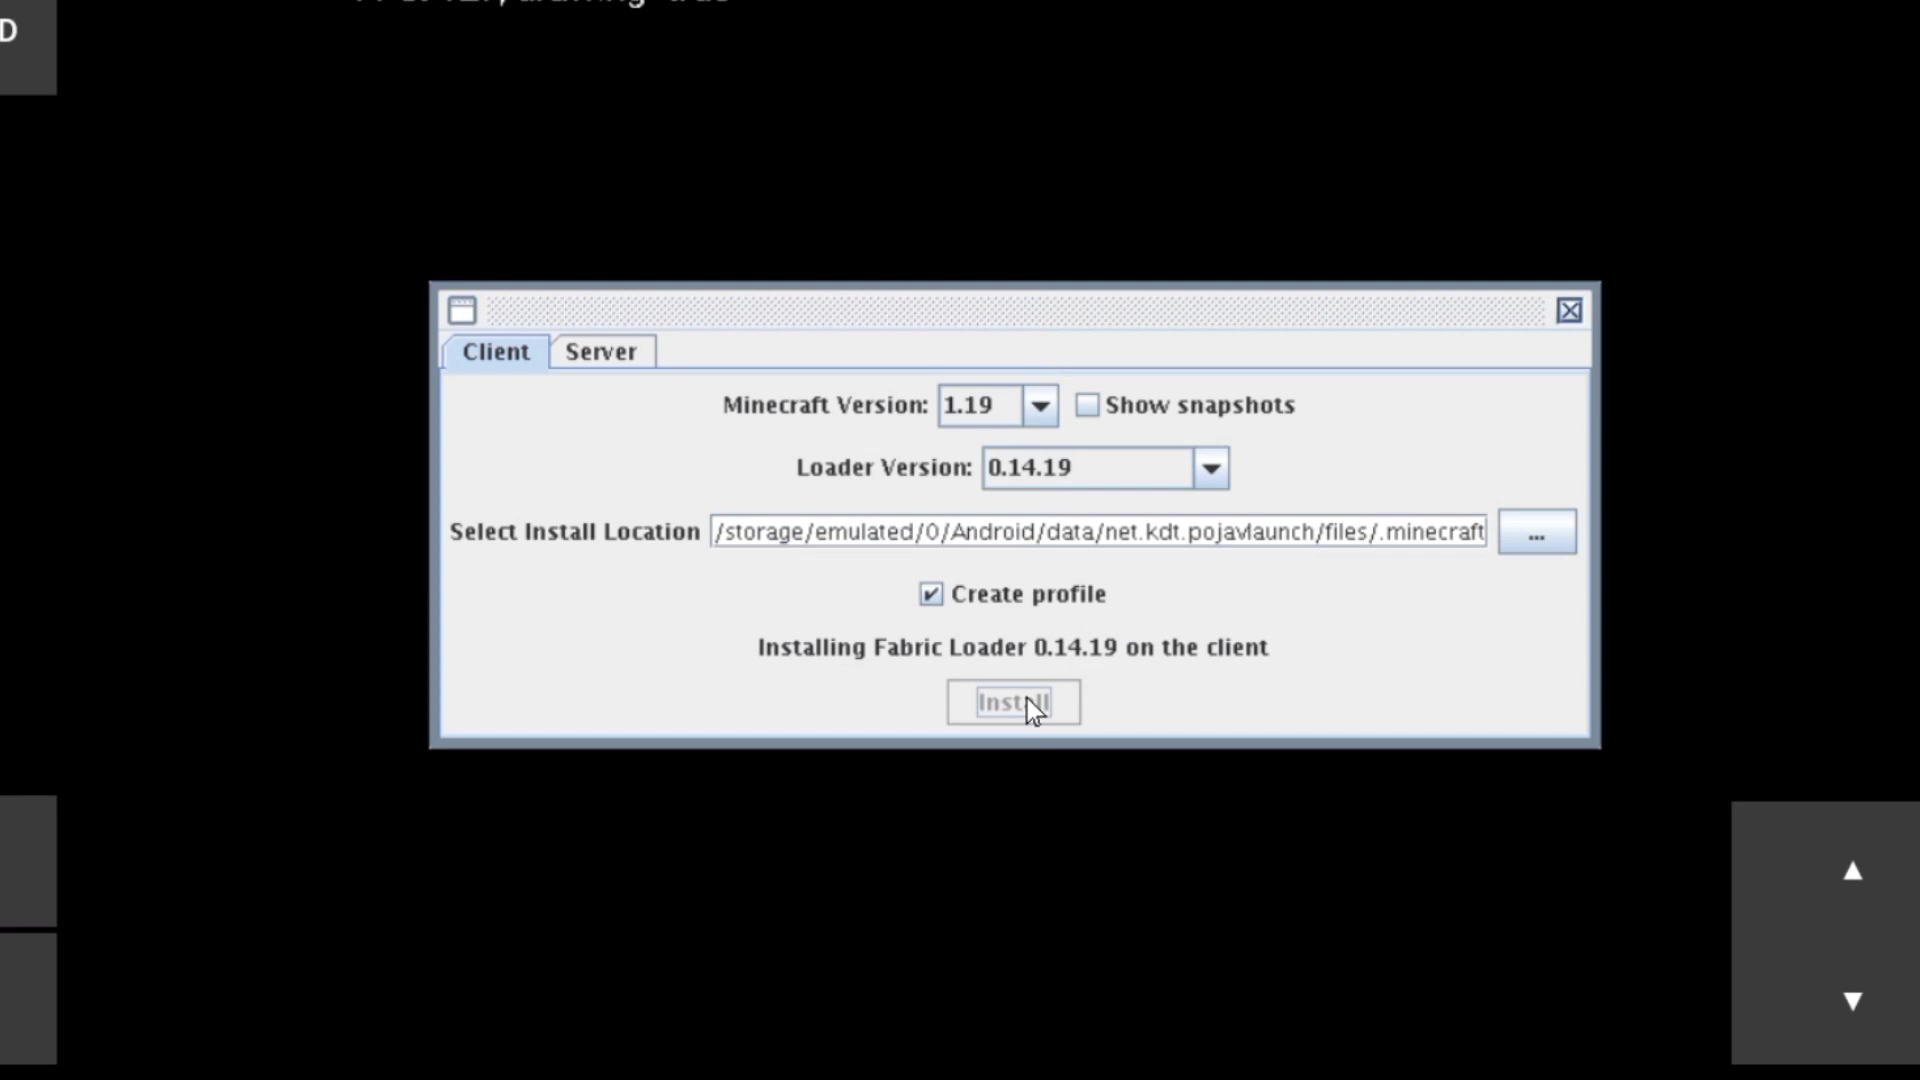 D
Client Server
Minecraft Version: 1.19 Show snapshots
Loader Version: 0.14.19
Select Install Location /storage/emulated/0/Android/data/net.kdt.pojavlaunch/files/.minecraft ...
Create profile
Installing Fabric Loader 0.14.19 on the client
Install